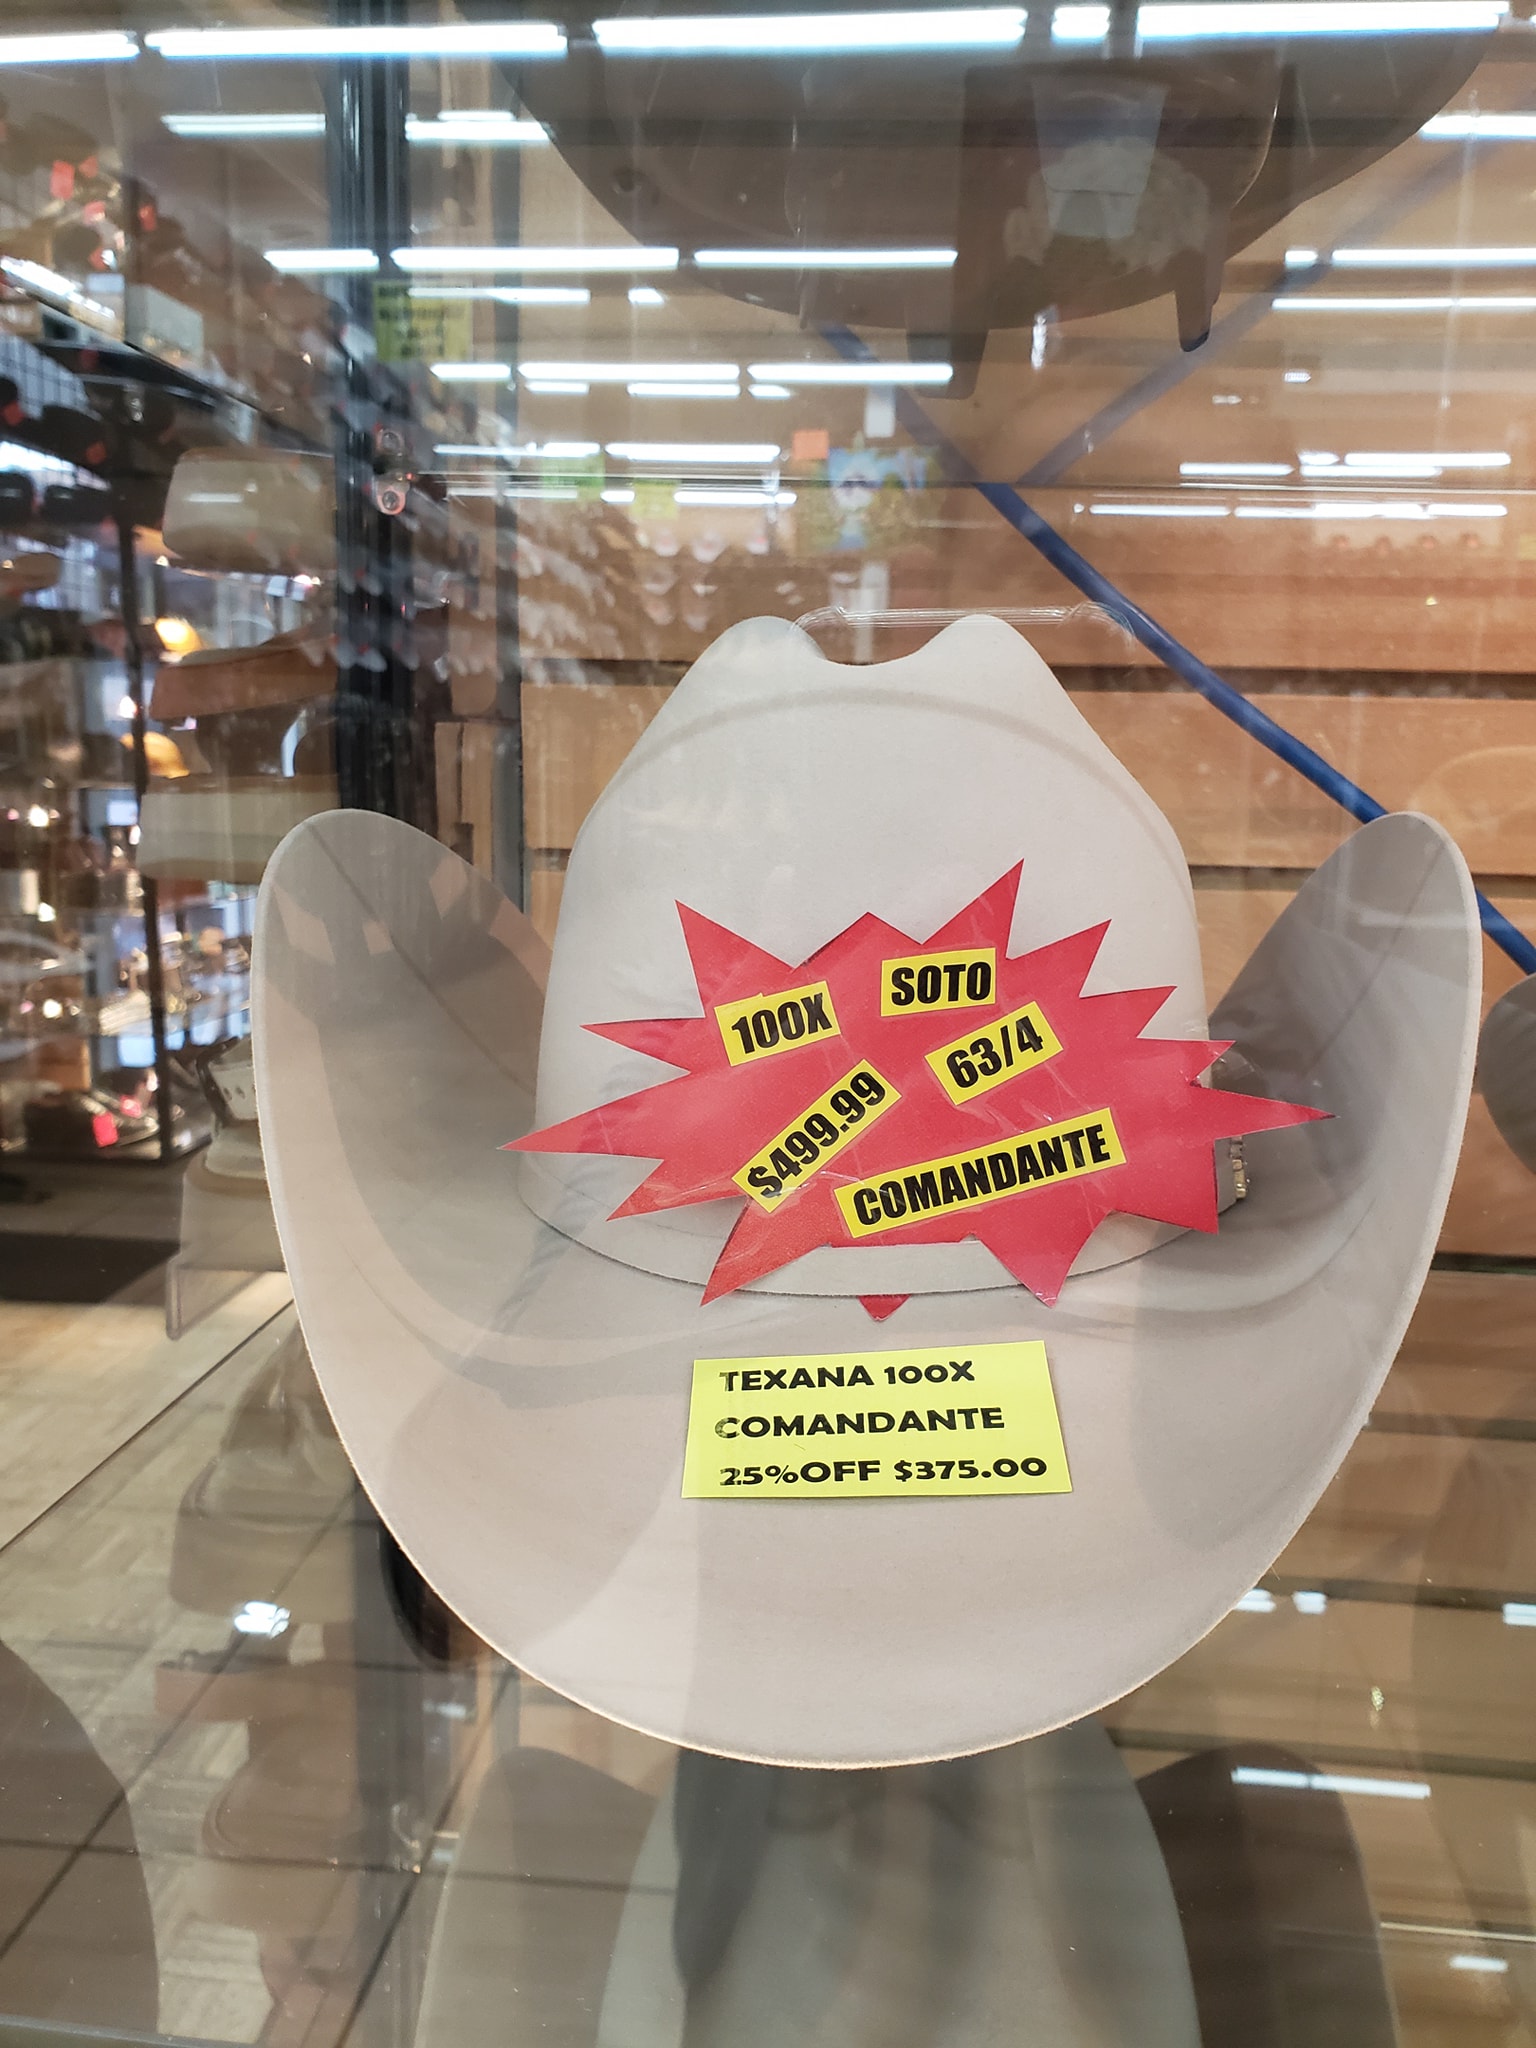 100X
SOTO
63/4
$499.99
COMANDANTE
TEXANA 100X
COMANDANTE
25%OFF $375.00